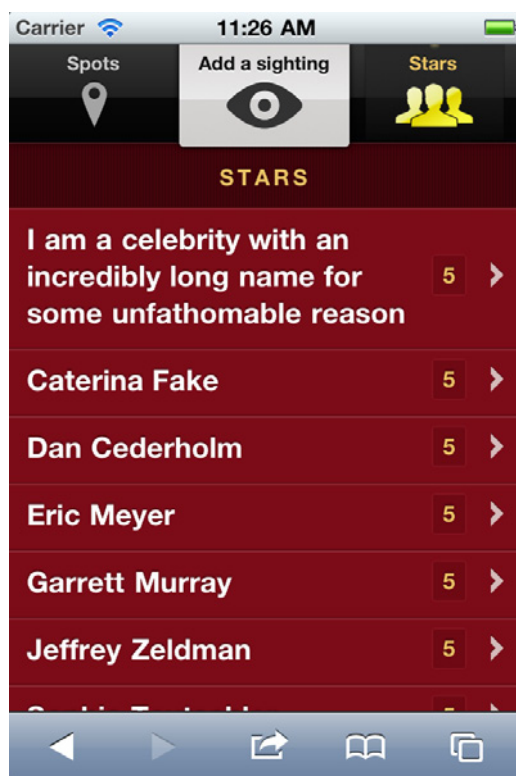 Carrier 11:26 AM
Spots Add a sighting Stars
STARS
I am a celebrity with an
incredibly long name for
some unfathomable reason
5
Caterina Fake 5
Dan Cederholm 5
Eric Meyer 5
Garrett Murray 5
Jeffrey Zeldman 5